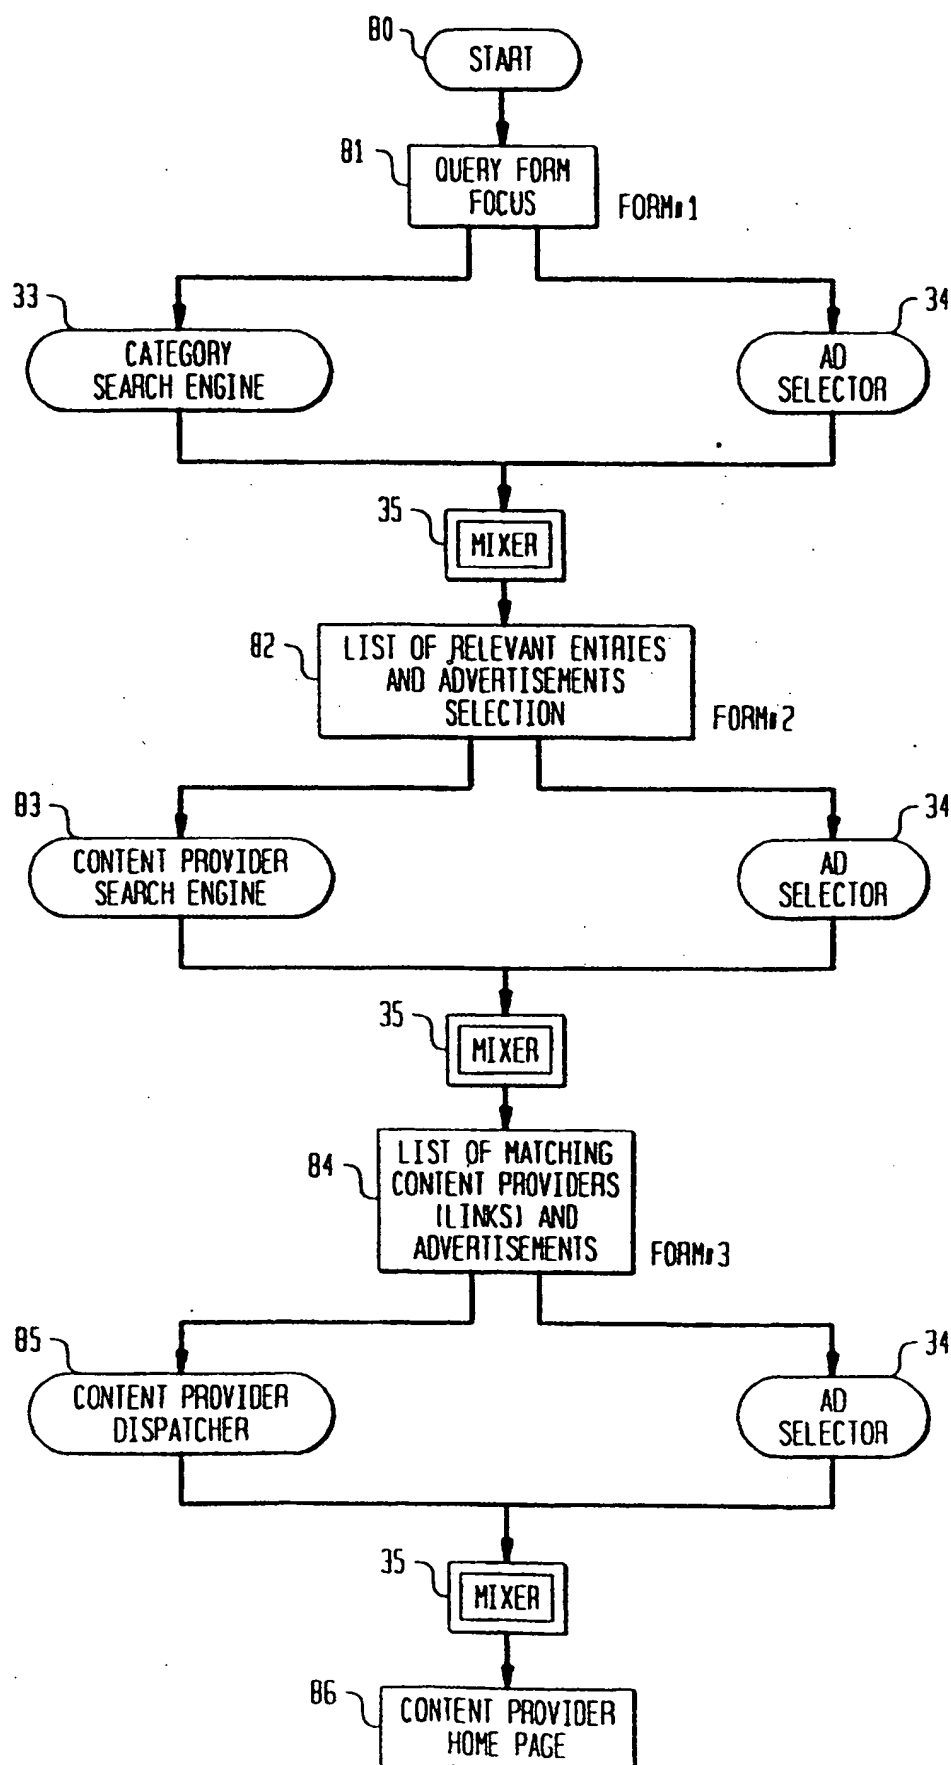 80
START
81
QUERY FORM
FOCUS
FORM#1
33
CATEGORY
SEARCH ENGINE
34
AD
SELECTOR
35
MIXER
82
LIST OF RELEVANT ENTRIES
AND ADVERTISEMENTS
SELECTION
FORM#2
83
CONTENT PROVIDER
SEARCH ENGINE
34
AD
SELECTOR
35
MIXER
84
LIST OF MATCHING
CONTENT PROVIDERS
(LINKS) AND
ADVERTISEMENTS
FORM#3
85
CONTENT PROVIDER
DISPATCHER
34
AD
SELECTOR
35
MIXER
86
CONTENT PROVIDER
HOME PAGE